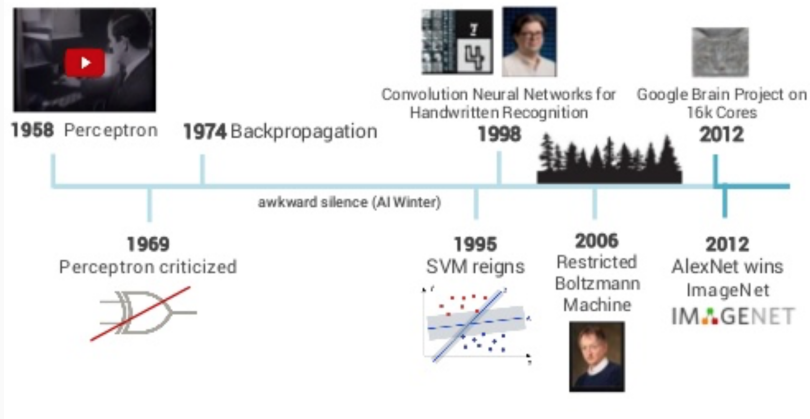 1958 Perceptron
1974 Backpropagation
Convolution Neural Networks for
Handwritten Recognition
1998
Google Brain Project on
16k Cores
2012
awkward silence (AI Winter)
1969
Perceptron criticized
1995
SVM reigns
2006
Restricted
Boltzmann
Machine
2012
AlexNet wins
ImageNet
IMAGENET
4